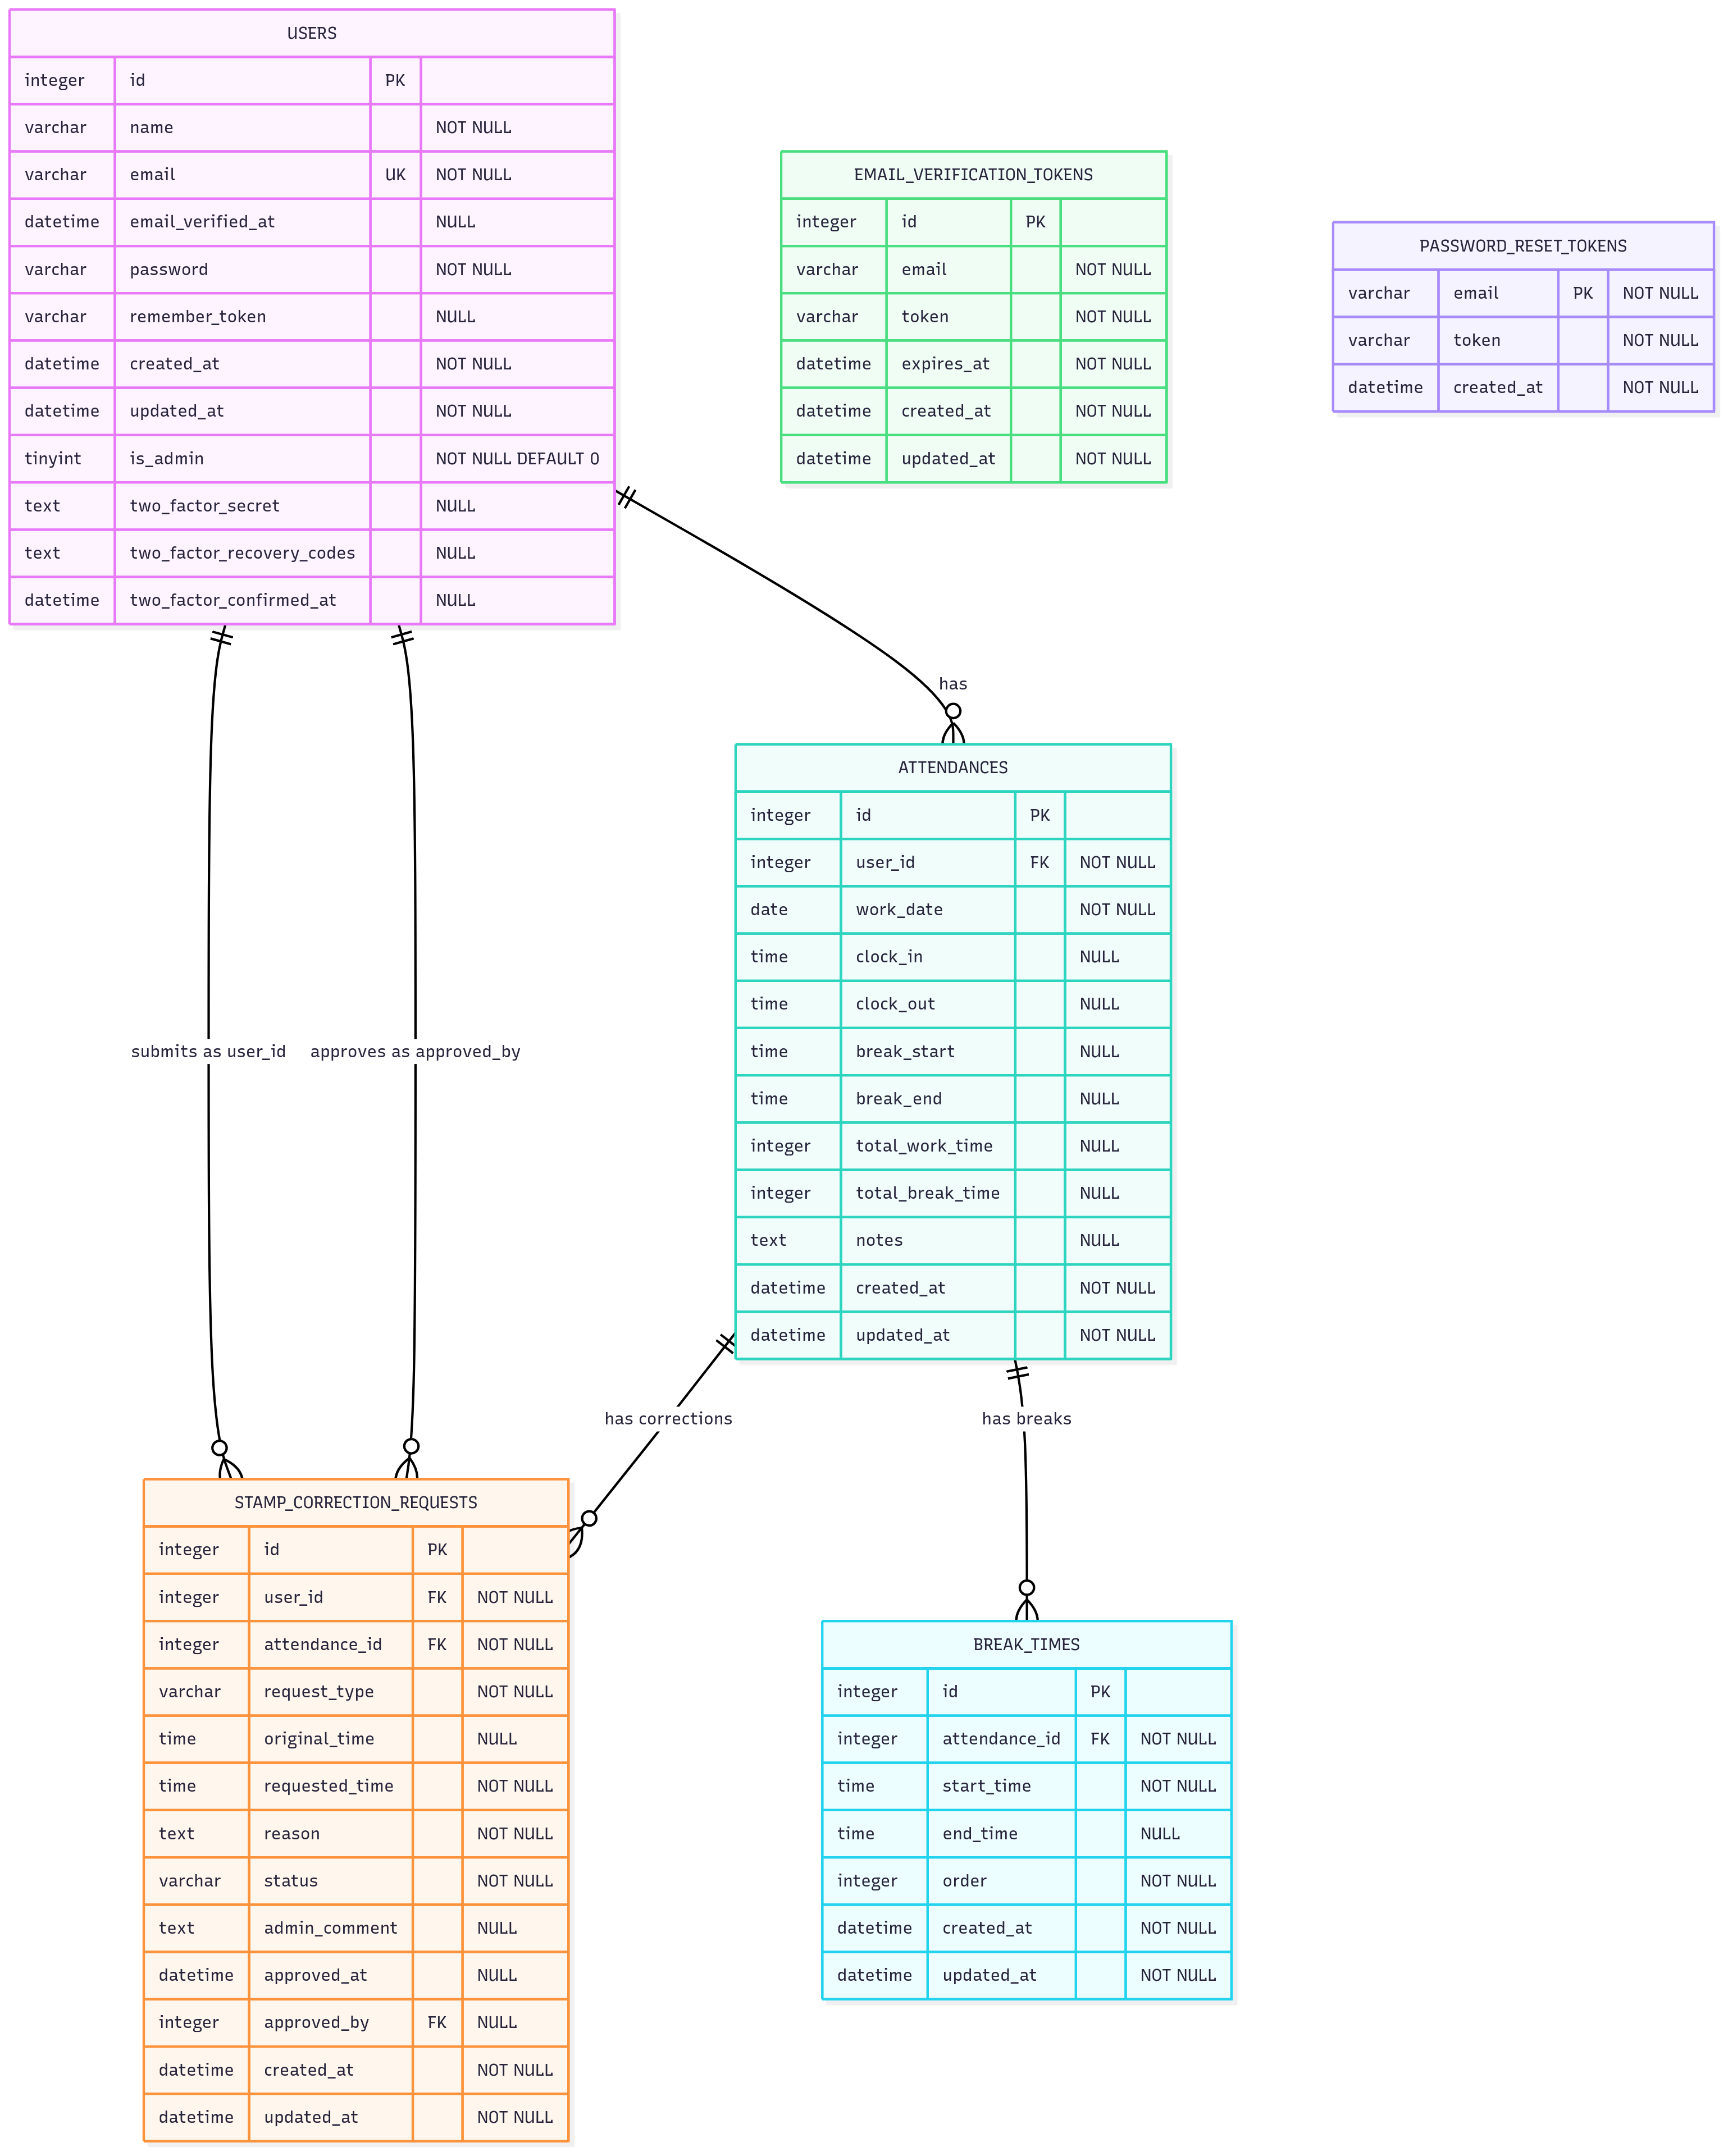 USERS
integer id PK
varchar name NOT NULL
varchar email UK NOT NULL
datetime email_verified_at NULL
varchar password NOT NULL
varchar remember_token NULL
datetime created_at NOT NULL
datetime updated_at NOT NULL
tinyint is_admin NOT NULL DEFAULT 0
text two_factor_secret NULL
text two_factor_recovery_codes NULL
datetime two_factor_confirmed_at NULL
EMAIL_VERIFICATION_TOKENS
integer id PK
varchar email NOT NULL
varchar token NOT NULL
datetime expires_at NOT NULL
datetime created_at NOT NULL
datetime updated_at NOT NULL
PASSWORD_RESET_TOKENS
varchar email PK NOT NULL
varchar token NOT NULL
datetime created_at NOT NULL
has
ATTENDANCES
integer id PK
integer user_id FK NOT NULL
date work_date NOT NULL
time clock_in NULL
time clock_out NULL
time break_start NULL
time break_end NULL
integer total_work_time NULL
integer total_break_time NULL
text notes NULL
datetime created_at NOT NULL
datetime updated_at NOT NULL
submits as user_id
approves as approved_by
has corrections
has breaks
STAMP_CORRECTION_REQUESTS
integer id PK
integer user_id FK NOT NULL
integer attendance_id FK NOT NULL
varchar request_type NOT NULL
time original_time NULL
time requested_time NOT NULL
text reason NOT NULL
varchar status NOT NULL
text admin_comment NULL
datetime approved_at NULL
integer approved_by FK NULL
datetime created_at NOT NULL
datetime updated_at NOT NULL
BREAK_TIMES
integer id PK
integer attendance_id FK NOT NULL
time start_time NOT NULL
time end_time NULL
integer order NOT NULL
datetime created_at NOT NULL
datetime updated_at NOT NULL